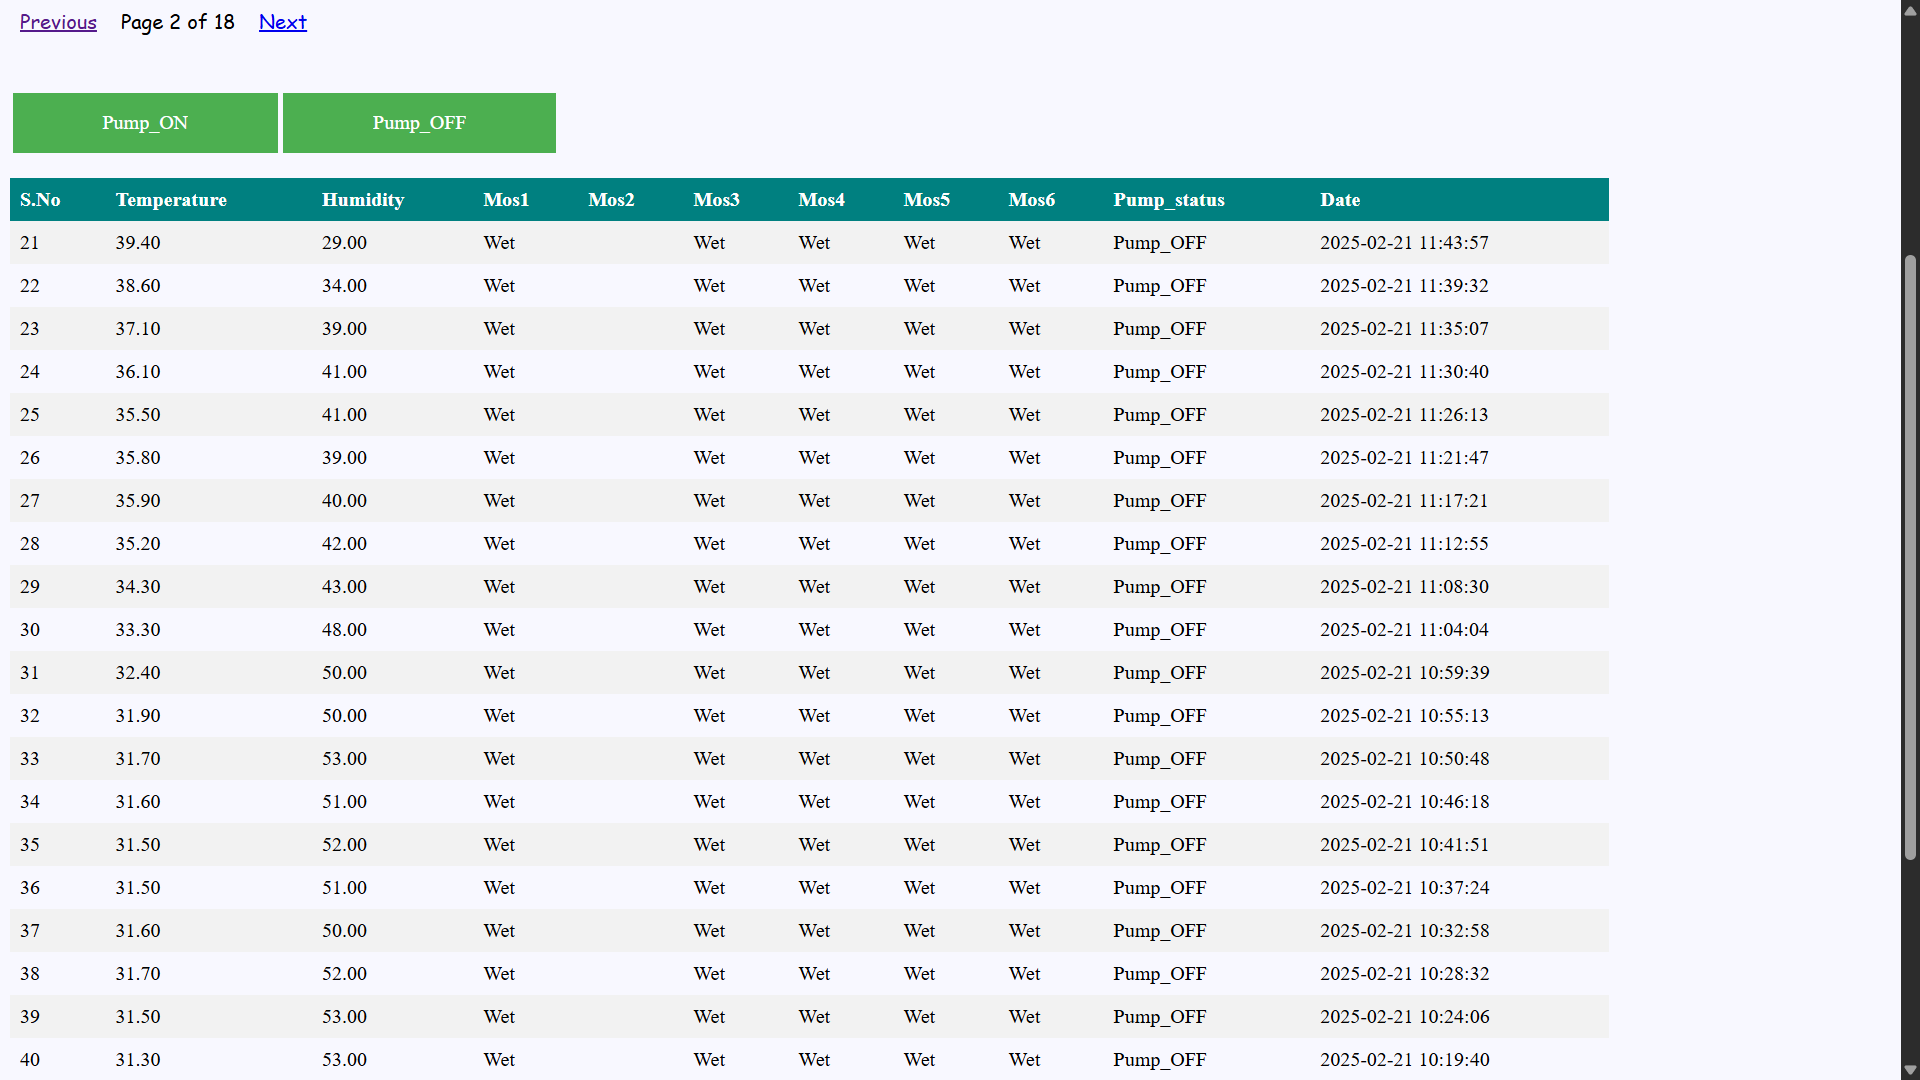 Previous Page 2 of 18 Next
Pump_ON Pump_OFF
S.No Temperature Humidity Mos1 Mos2 Mos3 Mos4 Mos5 Mos6 Pump_status Date
21 39.40 29.00 Wet Wet Wet Wet Wet Pump_OFF 2025-02-21 11:43:57
22 38.60 34.00 Wet Wet Wet Wet Wet Pump_OFF 2025-02-21 11:39:32
23 37.10 39.00 Wet Wet Wet Wet Wet Pump_OFF 2025-02-21 11:35:07
24 36.10 41.00 Wet Wet Wet Wet Wet Pump_OFF 2025-02-21 11:30:40
25 35.50 41.00 Wet Wet Wet Wet Wet Pump_OFF 2025-02-21 11:26:13
26 35.80 39.00 Wet Wet Wet Wet Wet Pump_OFF 2025-02-21 11:21:47
27 35.90 40.00 Wet Wet Wet Wet Wet Pump_OFF 2025-02-21 11:17:21
28 35.20 42.00 Wet Wet Wet Wet Wet Pump_OFF 2025-02-21 11:12:55
29 34.30 43.00 Wet Wet Wet Wet Wet Pump_OFF 2025-02-21 11:08:30
30 33.30 48.00 Wet Wet Wet Wet Wet Pump_OFF 2025-02-21 11:04:04
31 32.40 50.00 Wet Wet Wet Wet Wet Pump_OFF 2025-02-21 10:59:39
32 31.90 50.00 Wet Wet Wet Wet Wet Pump_OFF 2025-02-21 10:55:13
33 31.70 53.00 Wet Wet Wet Wet Wet Pump_OFF 2025-02-21 10:50:48
34 31.60 51.00 Wet Wet Wet Wet Wet Pump_OFF 2025-02-21 10:46:18
35 31.50 52.00 Wet Wet Wet Wet Wet Pump_OFF 2025-02-21 10:41:51
36 31.50 51.00 Wet Wet Wet Wet Wet Pump_OFF 2025-02-21 10:37:24
37 31.60 50.00 Wet Wet Wet Wet Wet Pump_OFF 2025-02-21 10:32:58
38 31.70 52.00 Wet Wet Wet Wet Wet Pump_OFF 2025-02-21 10:28:32
39 31.50 53.00 Wet Wet Wet Wet Wet Pump_OFF 2025-02-21 10:24:06
40 31.30 53.00 Wet Wet Wet Wet Wet Pump_OFF 2025-02-21 10:19:40